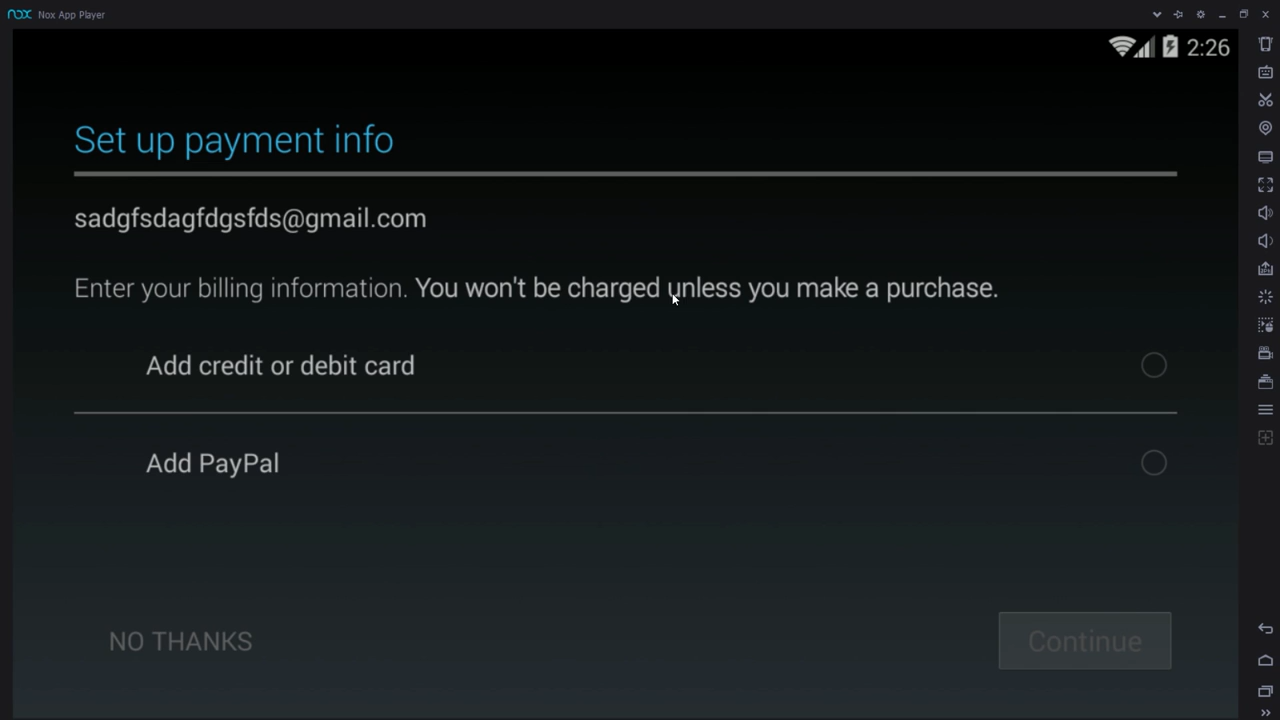 nox Nox App Player
2:26
Set up payment info
sadgfsdagfdgsfds@gmail.com
Enter your billing information. You won't be charged unless you make a purchase.
Add credit or debit card
Add PayPal
NO THANKS
Continue